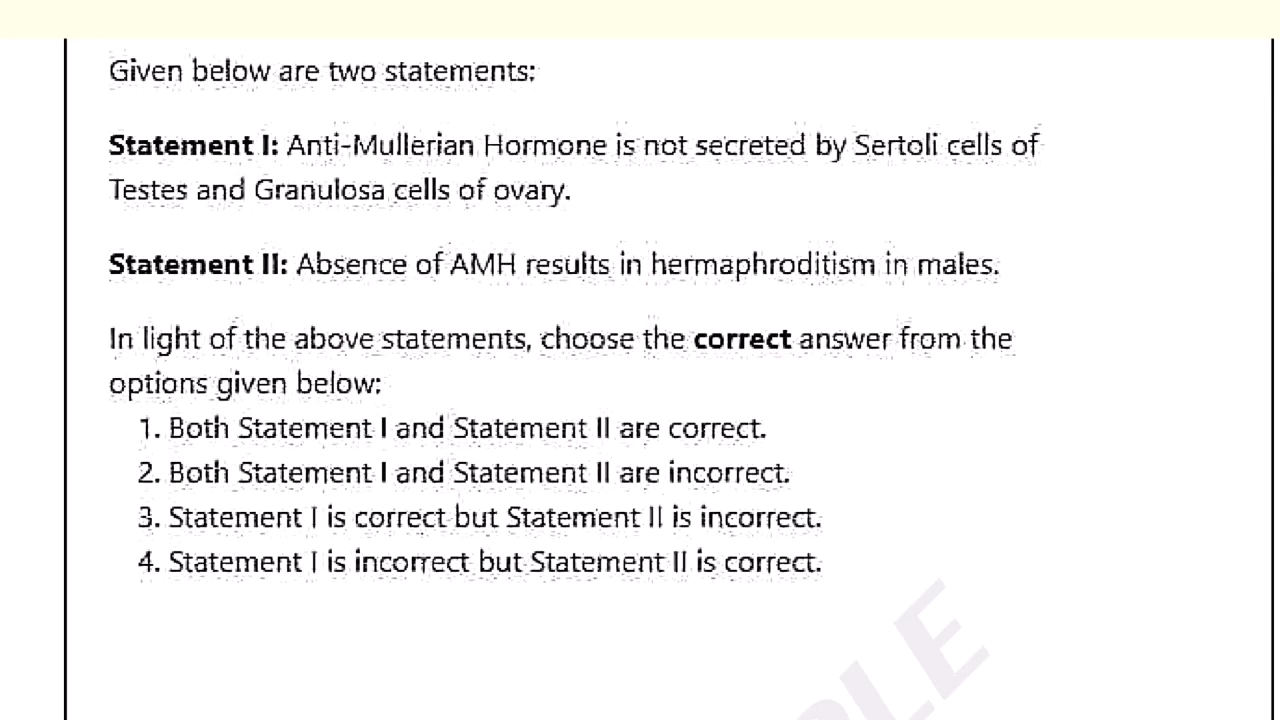 Given below are two statements:
Statement I: Anti-Mullerian Hormone is not secreted by Sertoli cells of
Testes and Granulosa cells of ovary.
Statement II: Absence of AMH results in hermaphroditism in males.
In light of the above statements, choose the correct answer from the
options given below:
1. Both Statement I and Statement II are correct.
2. Both Statement I and Statement II are incorrect.
3. Statement I is correct but Statement II is incorrect.
4. Statement I is incorrect but Statement II is correct.